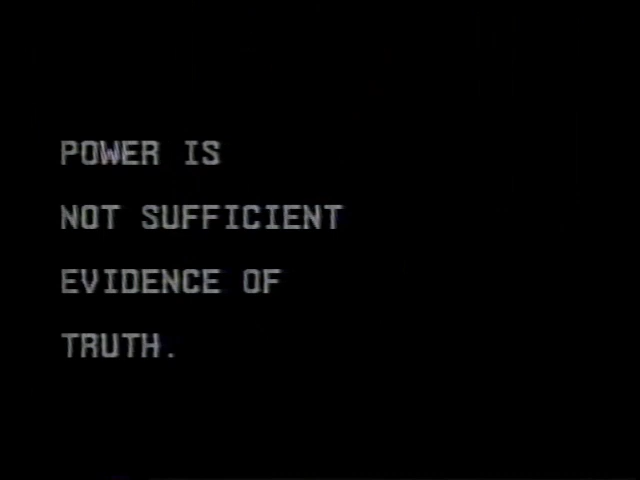 POWER IS
NOT SUFFICIENT
EVIDENCE OF
TRUTH.